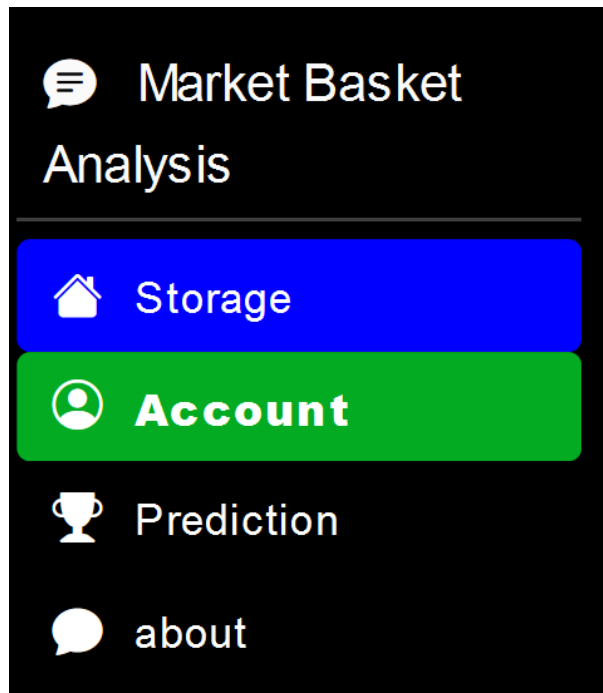 Market Basket
Analysis
Storage
Account
Prediction
about